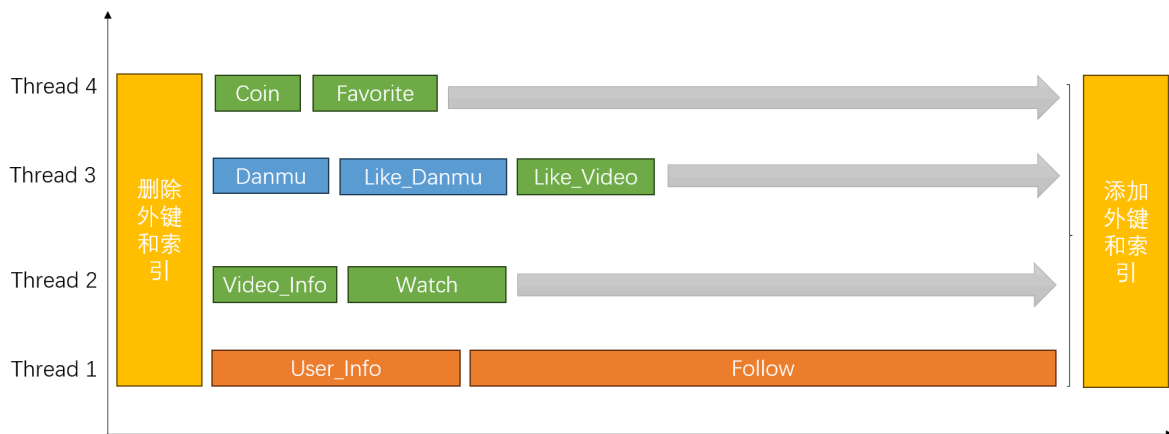 Thread 4
Coin
Favorite
Thread 3
Danmu
Like_Danmu
Like_Video
删除
外键
和索
引
添加
外键
和索
引
Thread 2
Video_Info
Watch
Thread 1
User_Info
Follow